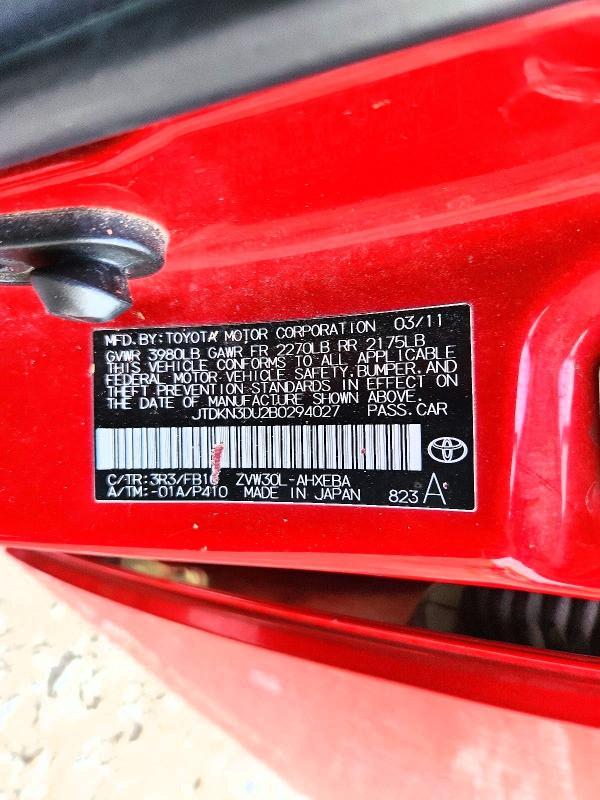 MFD. BY: TOYOTA MOTOR CORPORATION 03/11
GVWR 3980LB GAWR FR 2270LB RR 2175LB
THIS VEHICLE CONFORMS TO ALL APPLICABLE
FEDERAL MOTOR VEHICLE SAFETY, BUMPER, AND
THEFT PREVENTION STANDARDS IN EFFECT ON
THE DATE OF MANUFACTURE SHOWN ABOVE.
JTDKN3DU2B0294027 PASS. CAR
C/TR: 3R3/FB10 ZVW30L-AHXEBA
A/TM: -01A/P410 MADE IN JAPAN 823 A